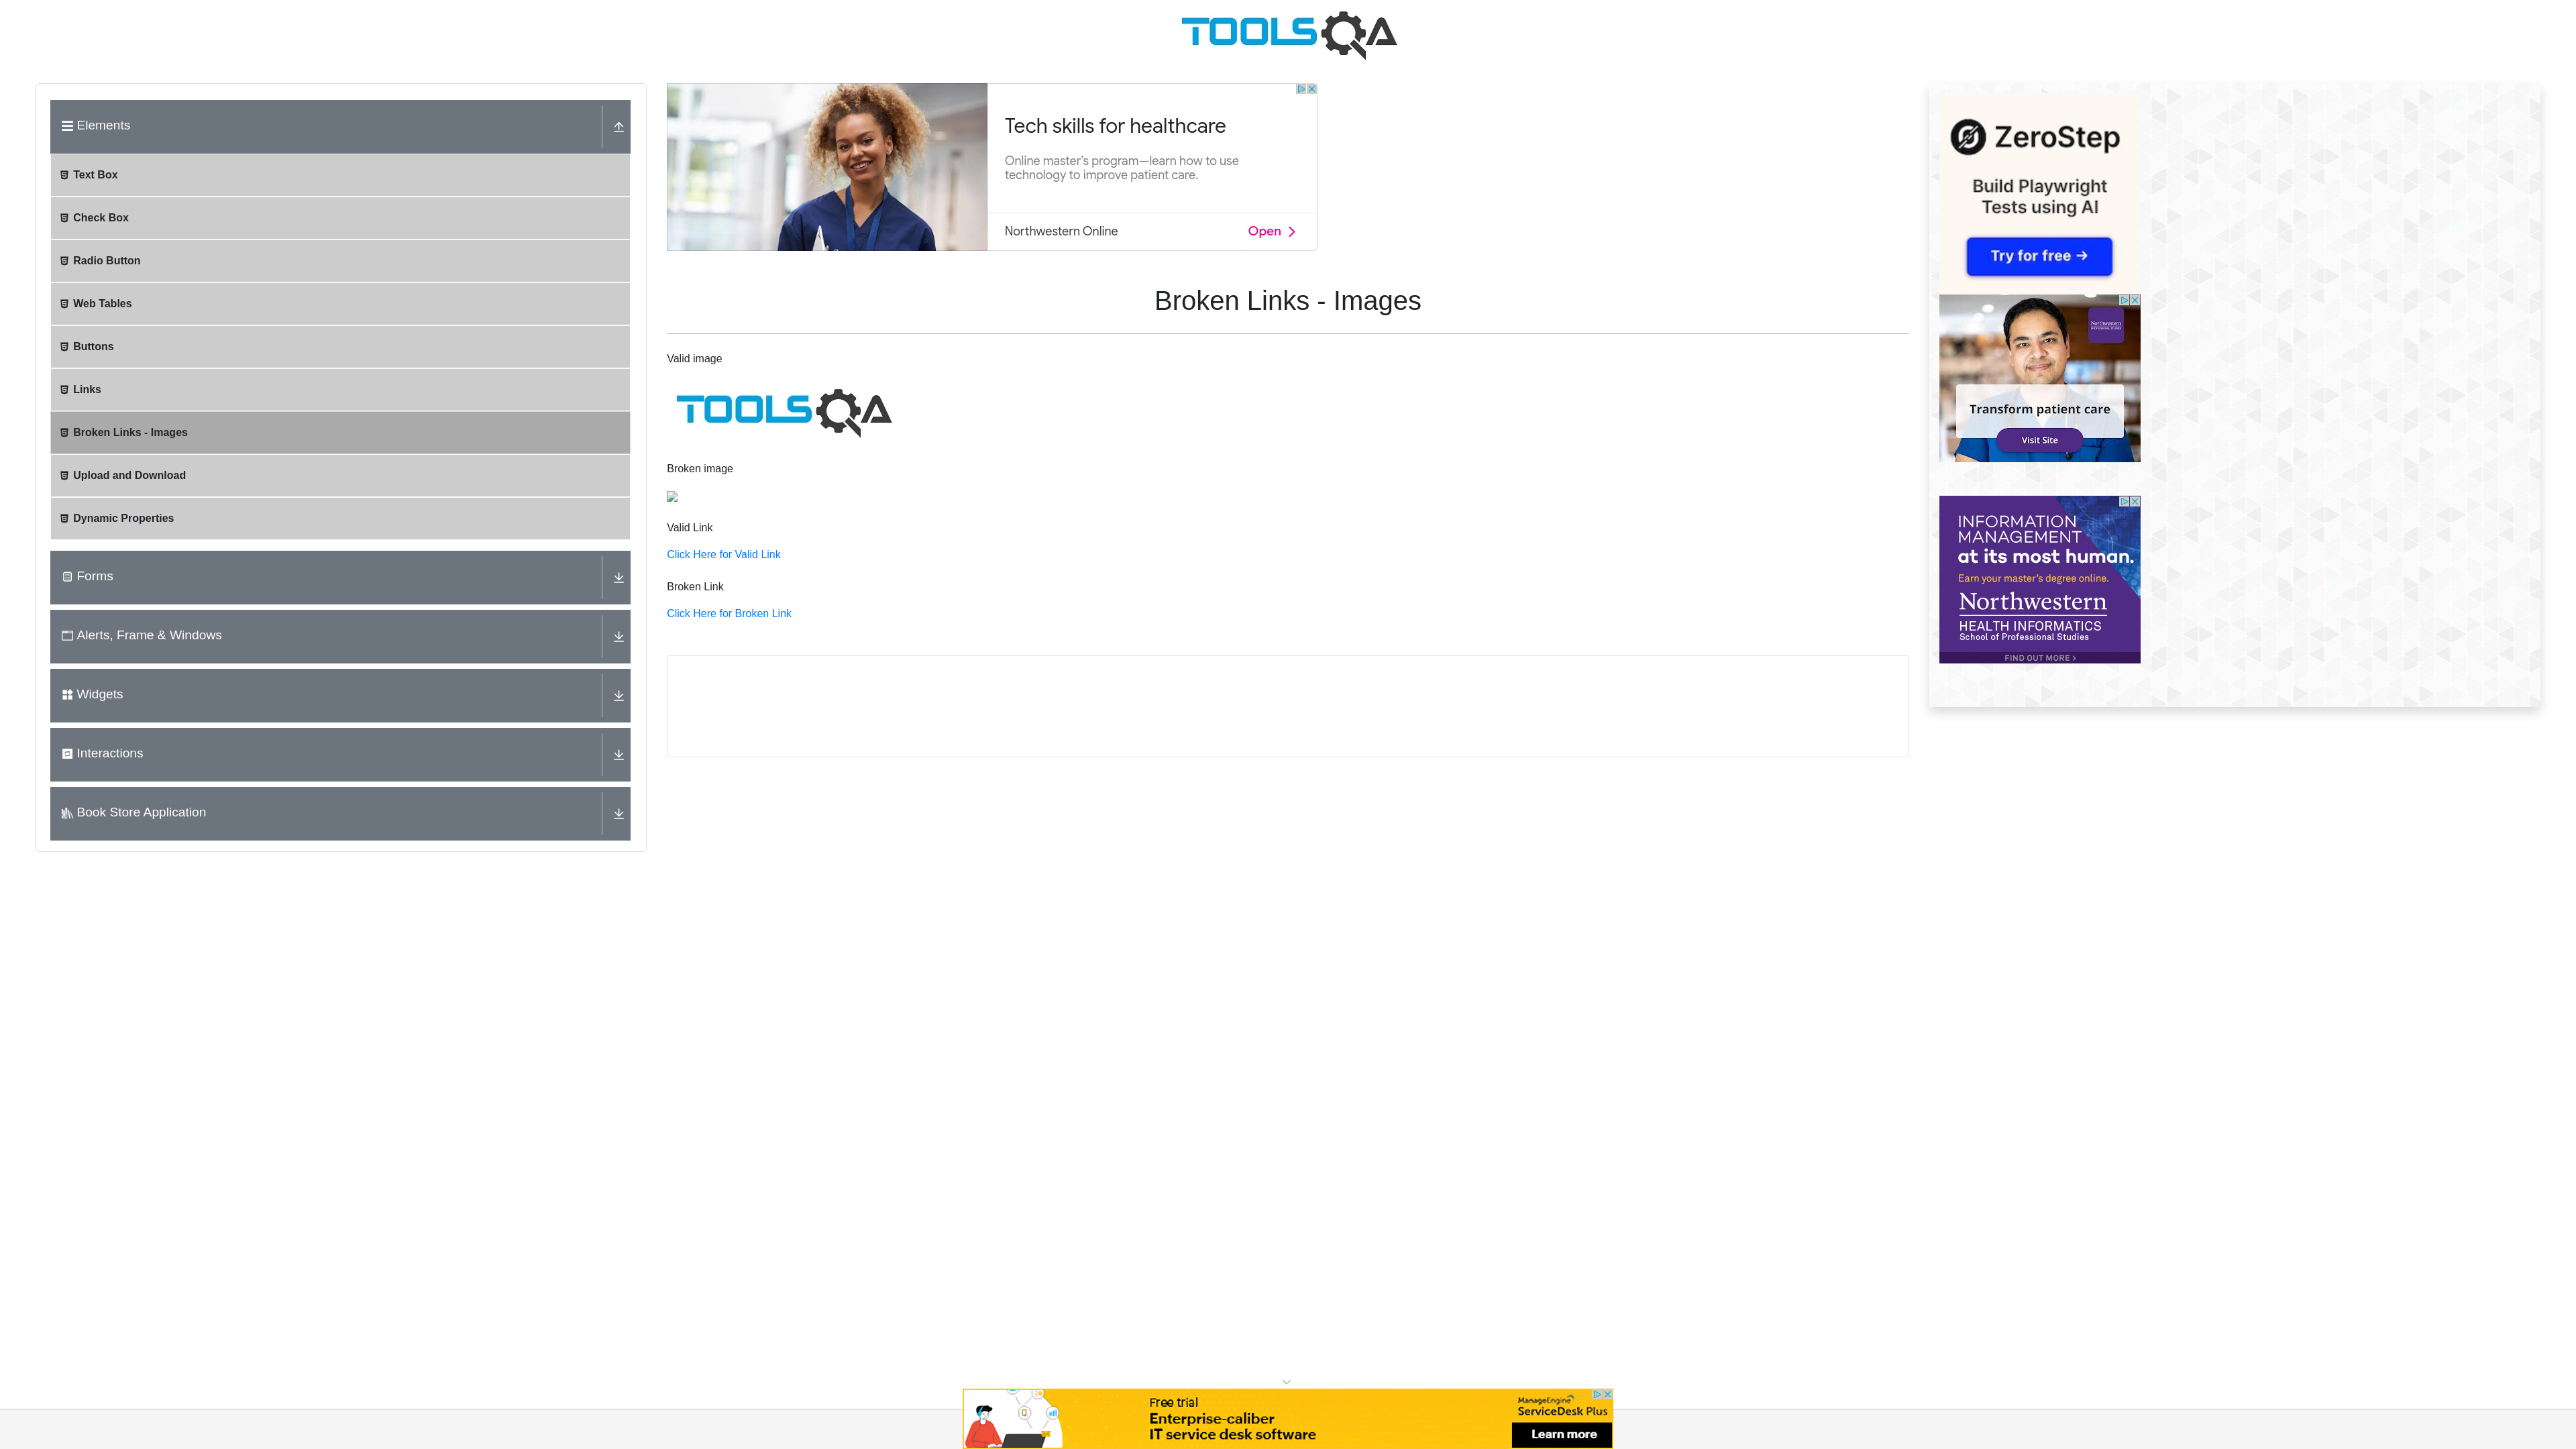 TOOLSQA
Elements
Text Box
Check Box
Radio Button
Web Tables
Buttons
Links
Broken Links - Images
Upload and Download
Dynamic Properties
Forms
Alerts, Frame & Windows
Widgets
Interactions
Book Store Application
Tech skills for healthcare
Online master's program—learn how to use
technology to improve patient care.
Northwestern Online
Open
Broken Links - Images
Valid image
TOOLSQA
Broken image
Valid Link
Click Here for Valid Link
Broken Link
Click Here for Broken Link
ZeroStep
Build Playwright
Tests using AI
Try for free →
Northwestern
Transform patient care
Visit Site
INFORMATION
MANAGEMENT
at its most human.
Earn your master's degree online.
Northwestern
HEALTH INFORMATICS
School of Professional Studies
FIND OUT MORE >
Free trial
Enterprise-caliber
IT service desk software
ManageEngine
ServiceDesk Plus
Learn more